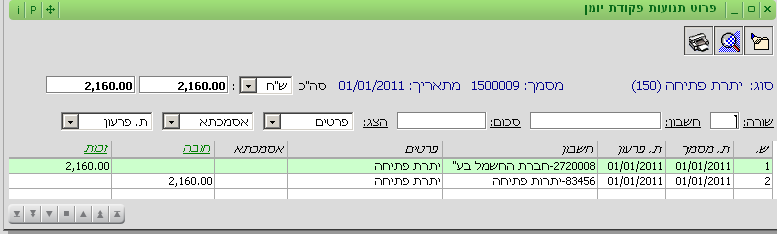 פרוט תנועות פקודת יומן
i P
סוג: יתרת פתיחה (150) מסמך: 1500009 מתאריך: 01/01/2011 סה"כ ש"ח : 2,160.00 2,160.00
שורה: 1 חשבון: סכום: הצג: פרטים אסמכתא ת. פרעון
ש. ת. מסמך ת. פרעון חשבון פרטים אסמכתא חובה זכות
1 01/01/2011 01/01/2011 2720008-חברת החשמל בע" יתרת פתיחה 2,160.00
2 01/01/2011 01/01/2011 83456-יתרות פתיחה יתרת פתיחה 2,160.00